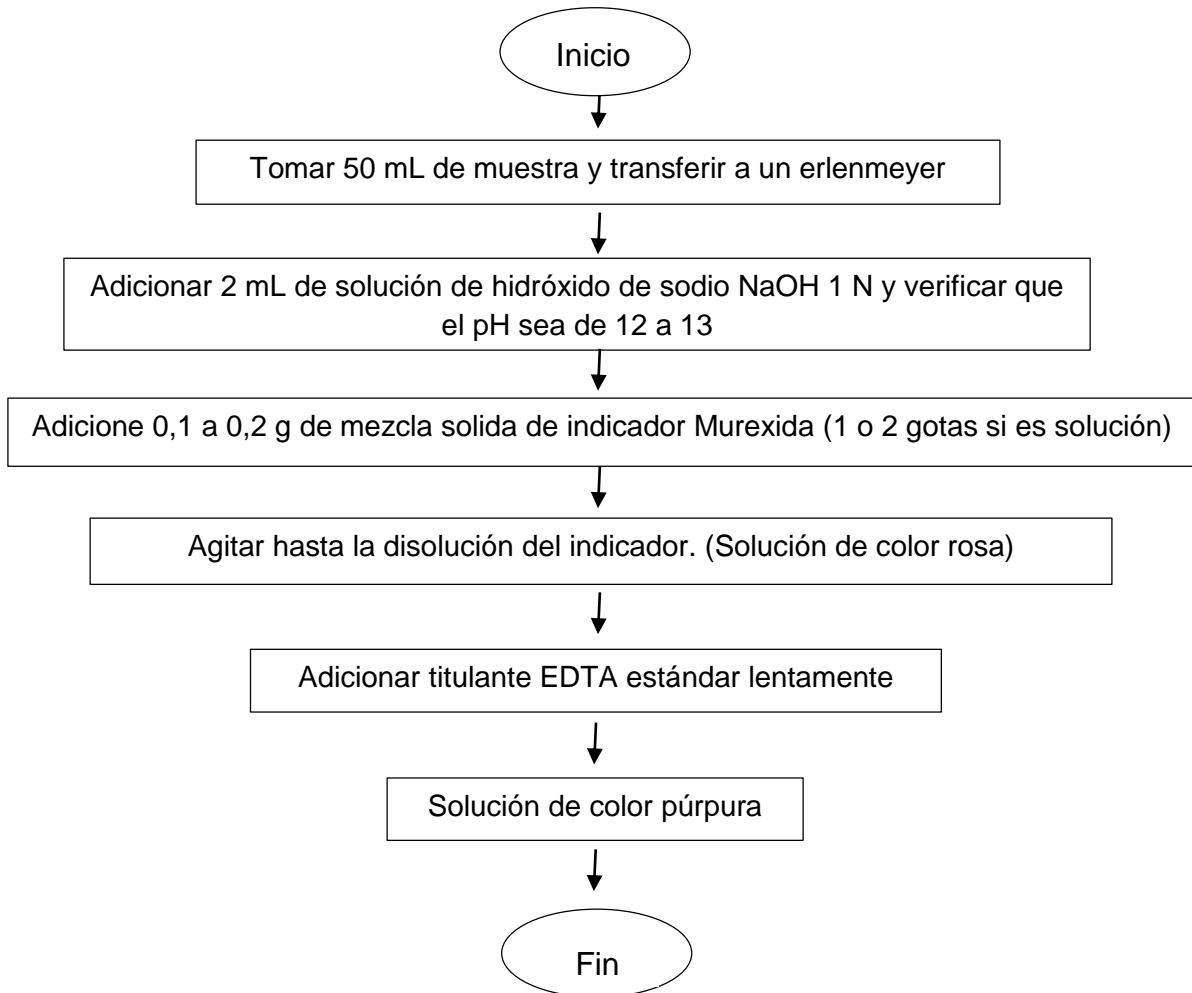 Inicio
Tomar 50 mL de muestra y transferir a un erlenmeyer
Adicionar 2 mL de solución de hidróxido de sodio NaOH 1 N y verificar que
el pH sea de 12 a 13
Adicione 0,1 a 0,2 g de mezcla solida de indicador Murexida (1 o 2 gotas si es solución)
Agitar hasta la disolución del indicador. (Solución de color rosa)
Adicionar titulante EDTA estándar lentamente
Solución de color púrpura
Fin